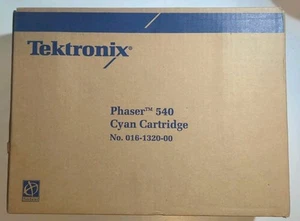 Tektronix®
Phaser™ 540
Cyan Cartridge
No. 016-1320-00